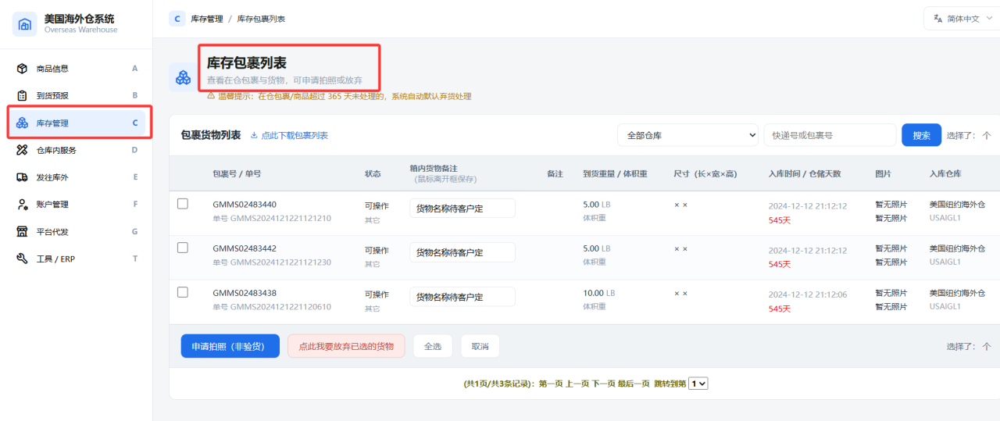 美国海外仓系统
Overseas Warehouse
C 库存管理 / 库存包裹列表
简体中文
商品信息 A
到货预报 B
库存管理 C
仓库内服务 D
发往库外 E
账户管理 F
平台代发 G
工具 / ERP T
库存包裹列表
查看在仓包裹与货物，可申请拍照或放弃
温馨提示：在仓包裹/商品超过 365 天未处理的，系统自动默认弃货处理
包裹货物列表 点此下载包裹列表 全部仓库 快递号或包裹号 搜索 选择了： 个
包裹号 / 单号 状态 箱内货物备注 备注 到货重量 / 体积重 尺寸（长×宽×高） 入库时间 / 仓储天数 图片 入库仓库
（鼠标离开框保存）
GMMS02483440 可操作 货物名称待客户定 5.00 LB × × 2024-12-12 21:12:12 暂无照片 美国纽约海外仓
单号 GMMS2024121221121210 其它 体积重 545天 暂无照片 USAIGL1
GMMS02483442 可操作 货物名称待客户定 5.00 LB × × 2024-12-12 21:12:12 暂无照片 美国纽约海外仓
单号 GMMS2024121221121230 其它 体积重 545天 暂无照片 USAIGL1
GMMS02483438 可操作 货物名称待客户定 10.00 LB × × 2024-12-12 21:12:06 暂无照片 美国纽约海外仓
单号 GMMS2024121221120610 其它 体积重 545天 暂无照片 USAIGL1
申请拍照（非验货） 点此我要放弃已选的货物 全选 取消 选择了： 个
(共1页/共3条记录)： 第一页 上一页 下一页 最后一页 跳转到第 1